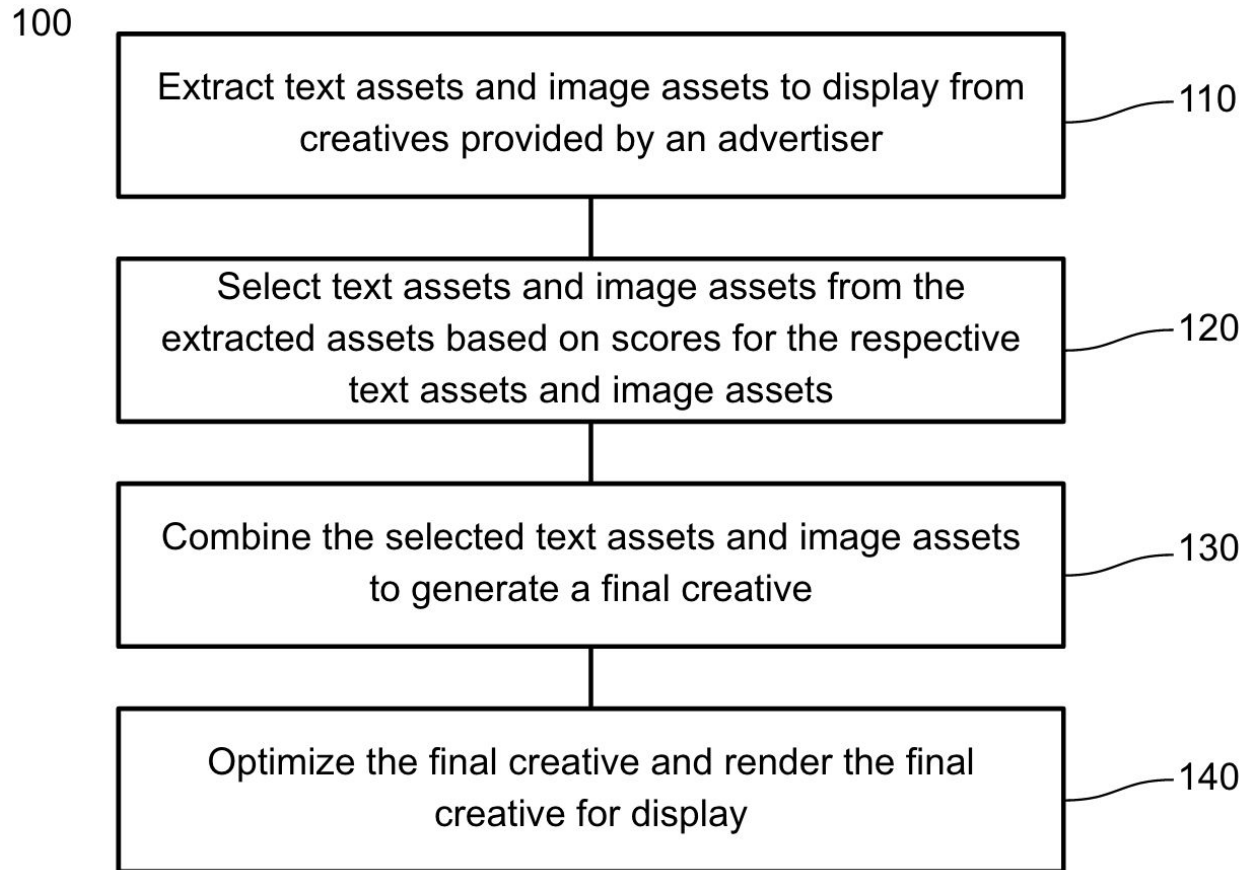 100
Extract text assets and image assets to display from
creatives provided by an advertiser
110
Select text assets and image assets from the
extracted assets based on scores for the respective
text assets and image assets
120
Combine the selected text assets and image assets
to generate a final creative
130
Optimize the final creative and render the final
creative for display
140